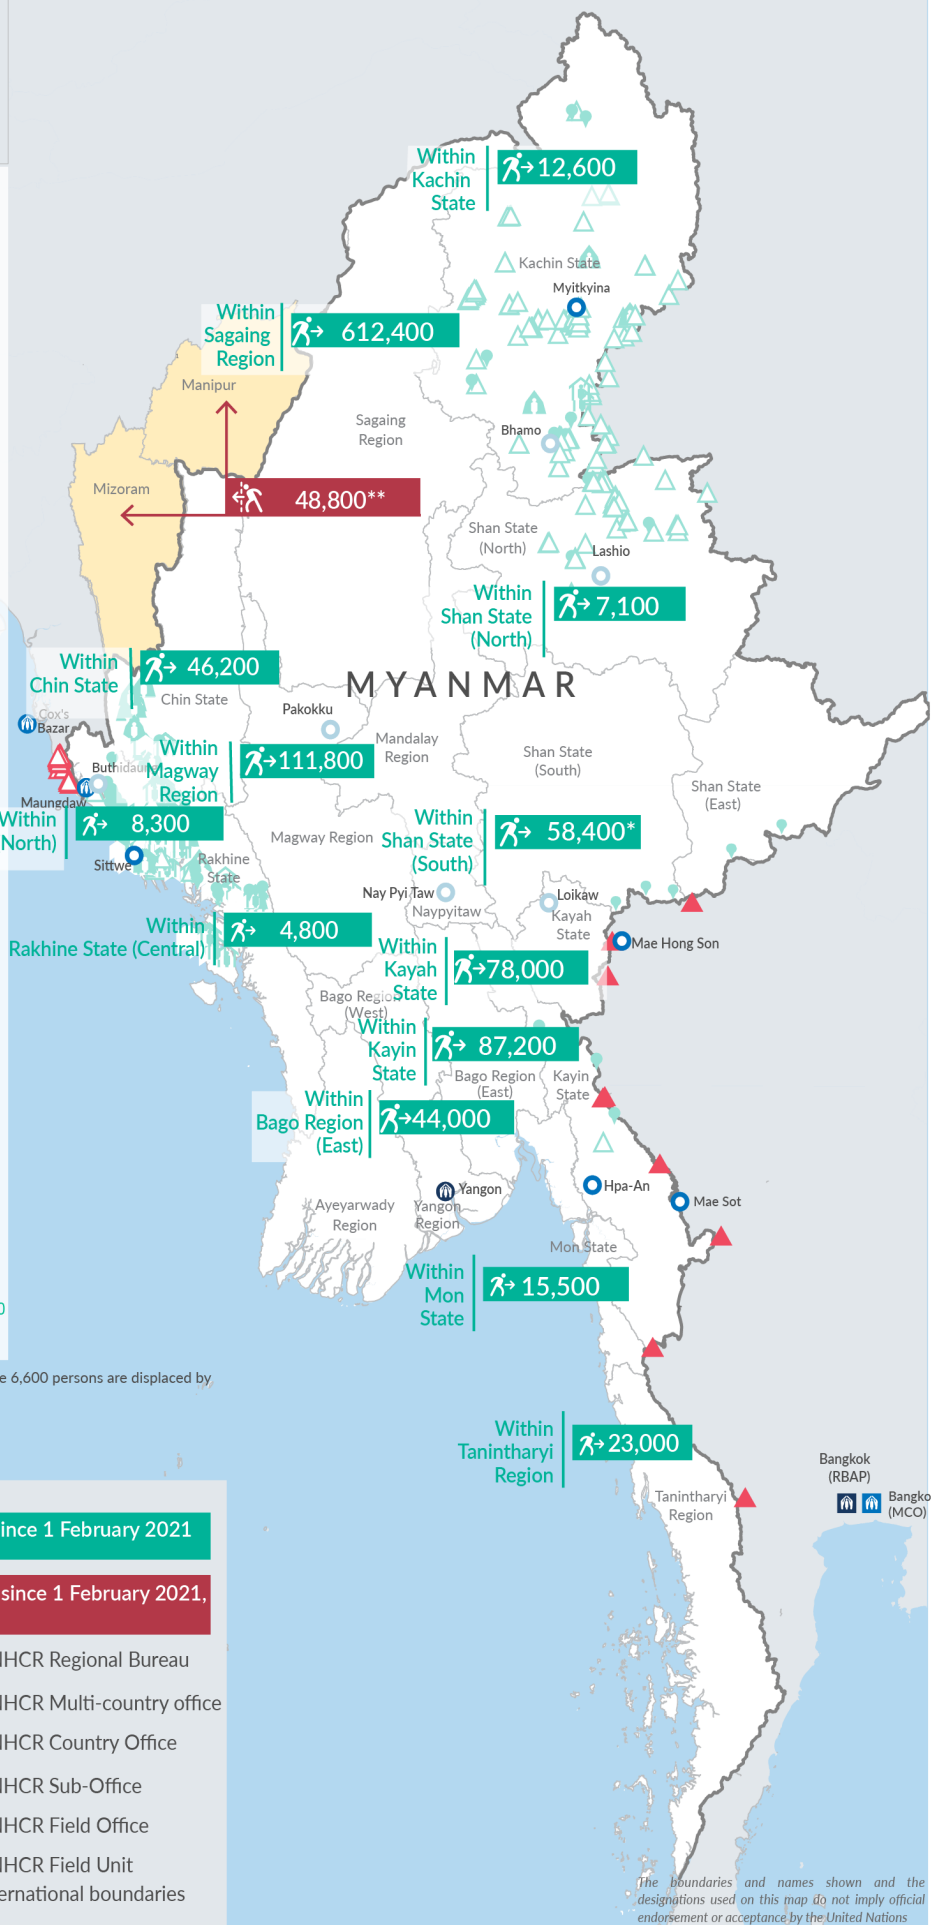 Within
Kachin
State
12,600
Kachin State
Myitkyina
Within
Sagaing
Region
612,400
Manipur
Sagaing
Region
Bhamo
Mizoram
48,800**
Shan State
(North)
Lashio
Within
Shan State
(North)
7,100
Within
Chin State
46,200
Chin State
MYANMAR
Cox's
Bazar
Pakokku
Mandalay
Region
Shan State
(South)
Shan State
(East)
Within
Magway
Region
111,800
Buthidaung
Maungdaw
Within
North)
8,300
Magway Region
Within
Shan State
(South)
58,400*
Sittwe
Rakhine
State
Nay Pyi Taw
Naypyitaw
Loikaw
Kayah
State
Within
Rakhine State (Central)
4,800
Mae Hong Son
Within
Kayah
State
78,000
Bago Region
(West)
Within
Kayin
State
87,200
Bago Region
(East)
Kayin
State
Within
Bago Region
(East)
44,000
Yangon
Hpa-An
Mae Sot
Ayeyarwady
Region
Yangon
Region
Mon State
Within
Mon
State
15,500
e 6,600 persons are displaced by
Within
Tanintharyi
Region
23,000
Tanintharyi
Region
Bangkok
(RBAP)
Bangko
(MCO)
ince 1 February 2021
since 1 February 2021,
HCR Regional Bureau
HCR Multi-country office
HCR Country Office
HCR Sub-Office
HCR Field Office
HCR Field Unit
ernational boundaries
The boundaries and names shown and the
designations used on this map do not imply official
endorsement or acceptance by the United Nations